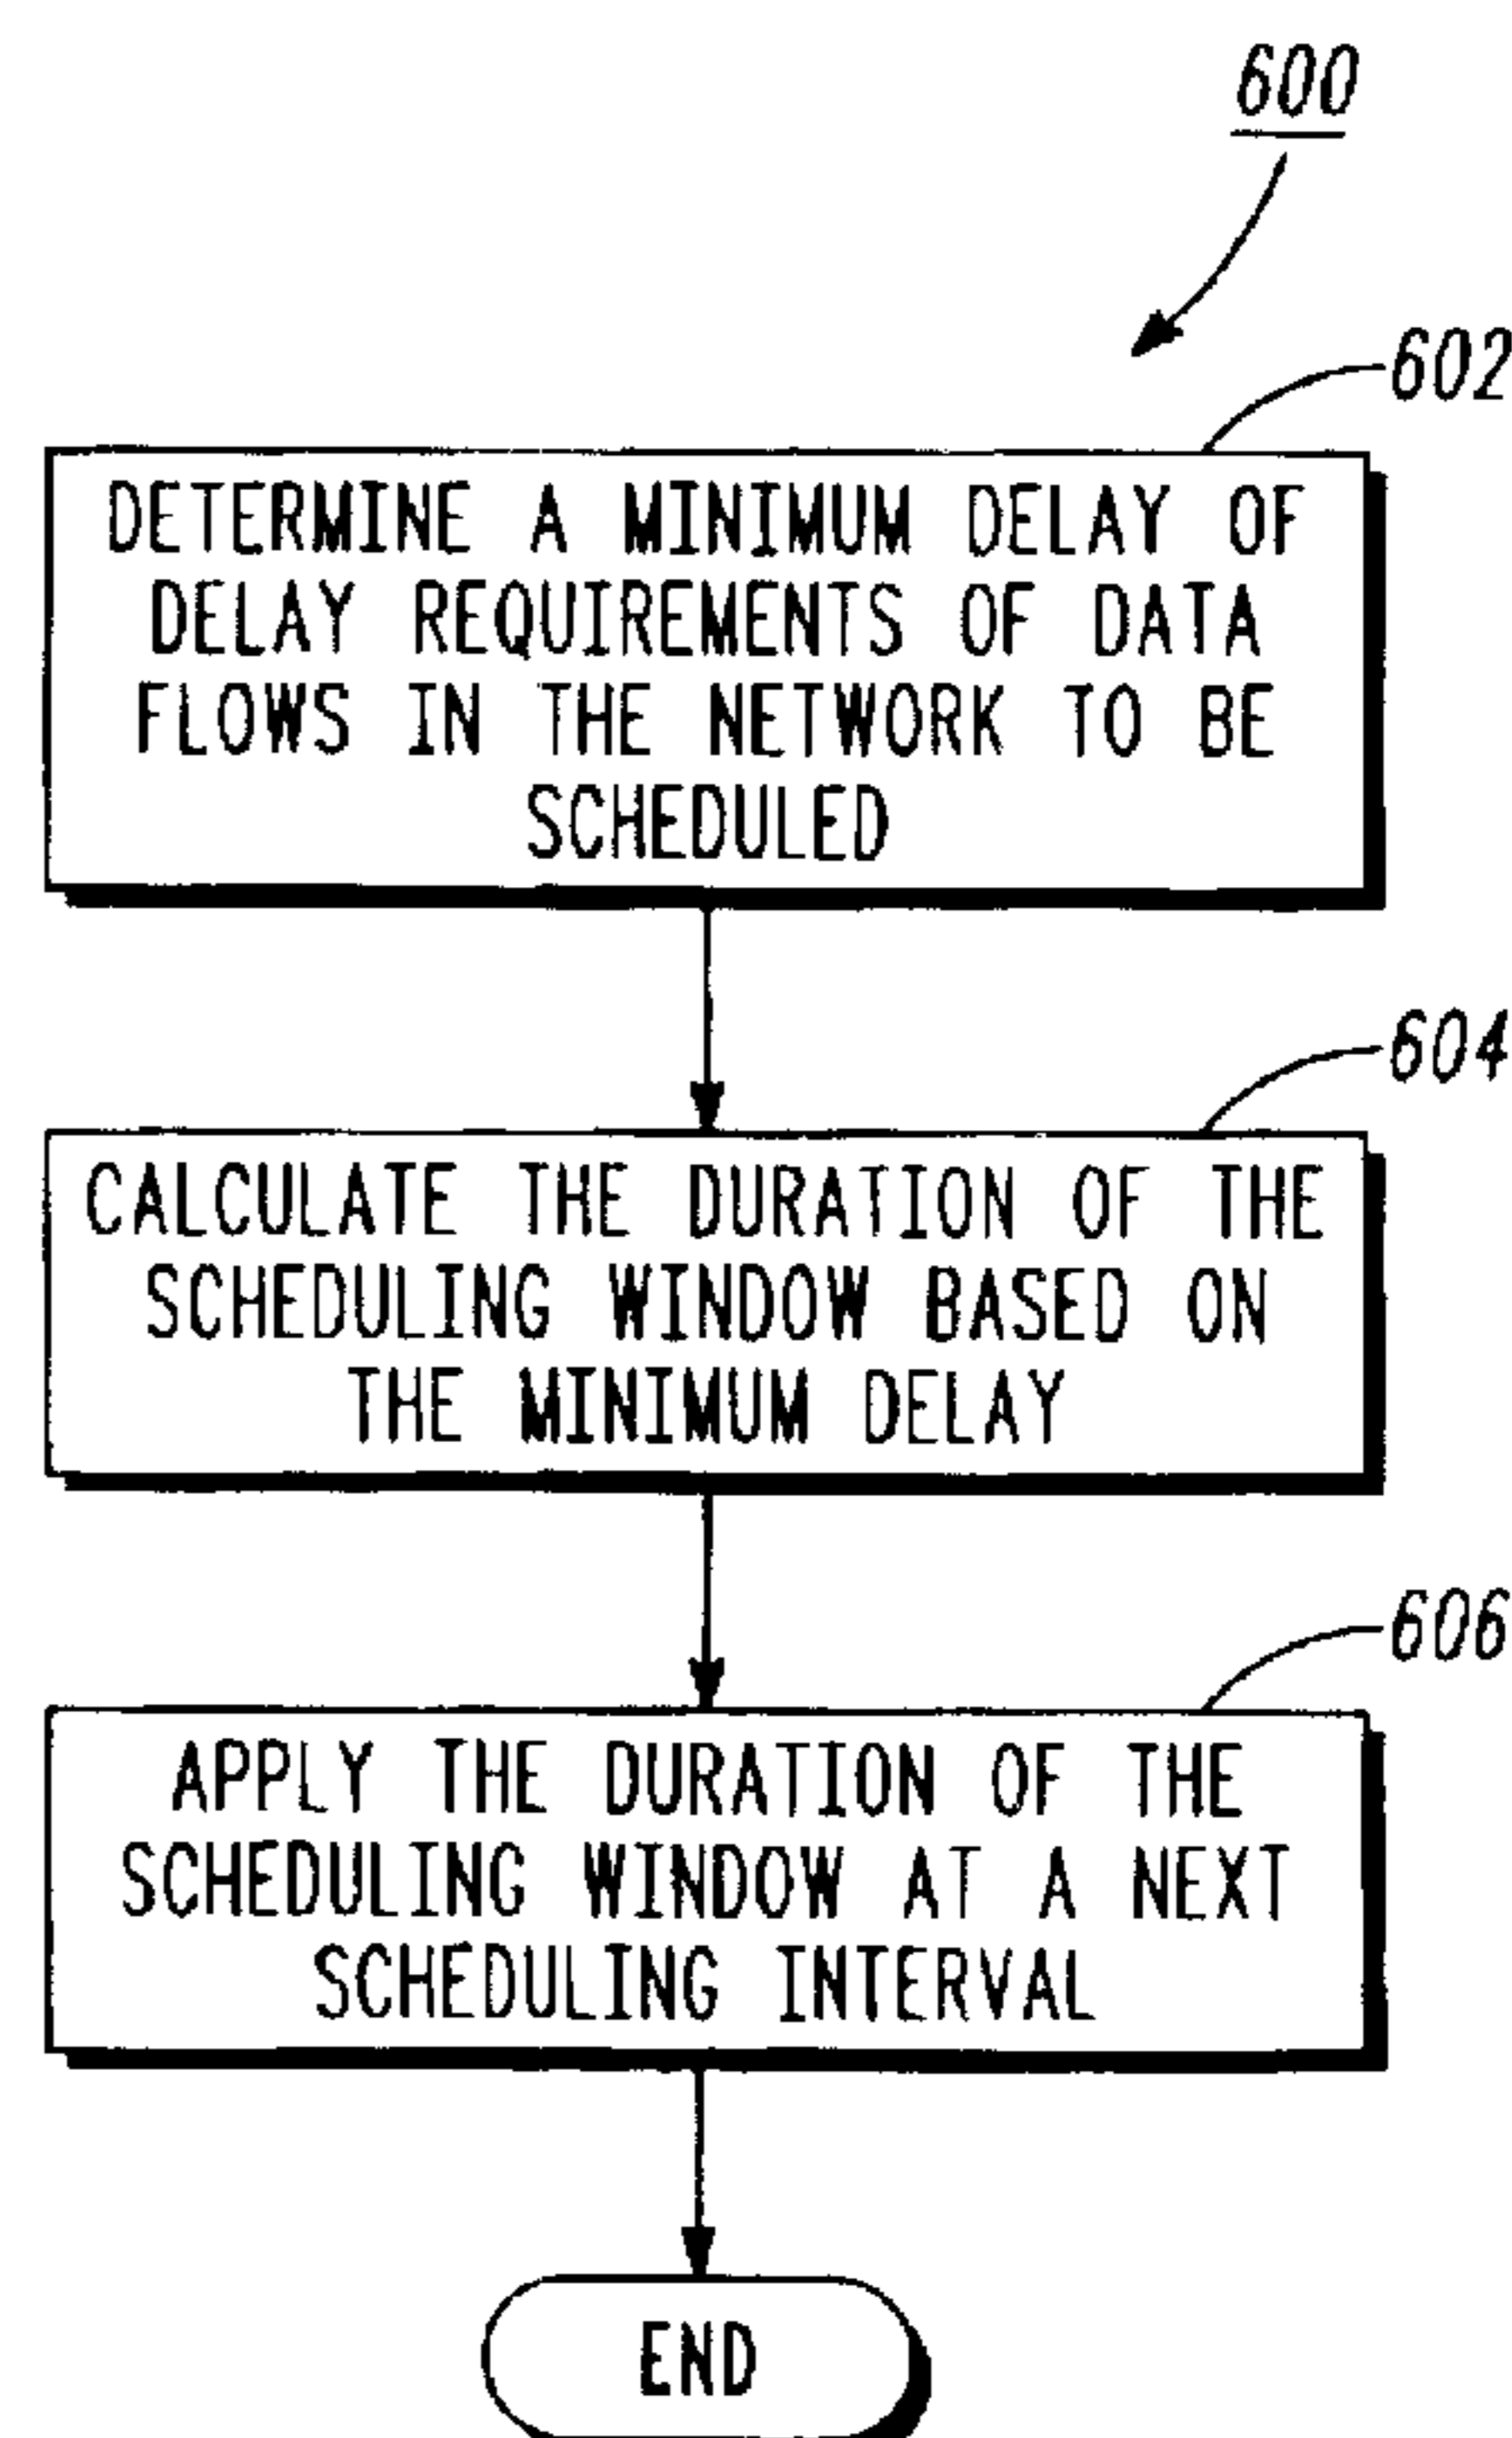 600
602
DETERMINE A MINIMUM DELAY OF
DELAY REQUIREMENTS OF DATA
FLOWS IN THE NETWORK TO BE
SCHEDULED
604
CALCULATE THE DURATION OF THE
SCHEDULING WINDOW BASED ON
THE MINIMUM DELAY
606
APPLY THE DURATION OF THE
SCHEDULING WINDOW AT A NEXT
SCHEDULING INTERVAL
END